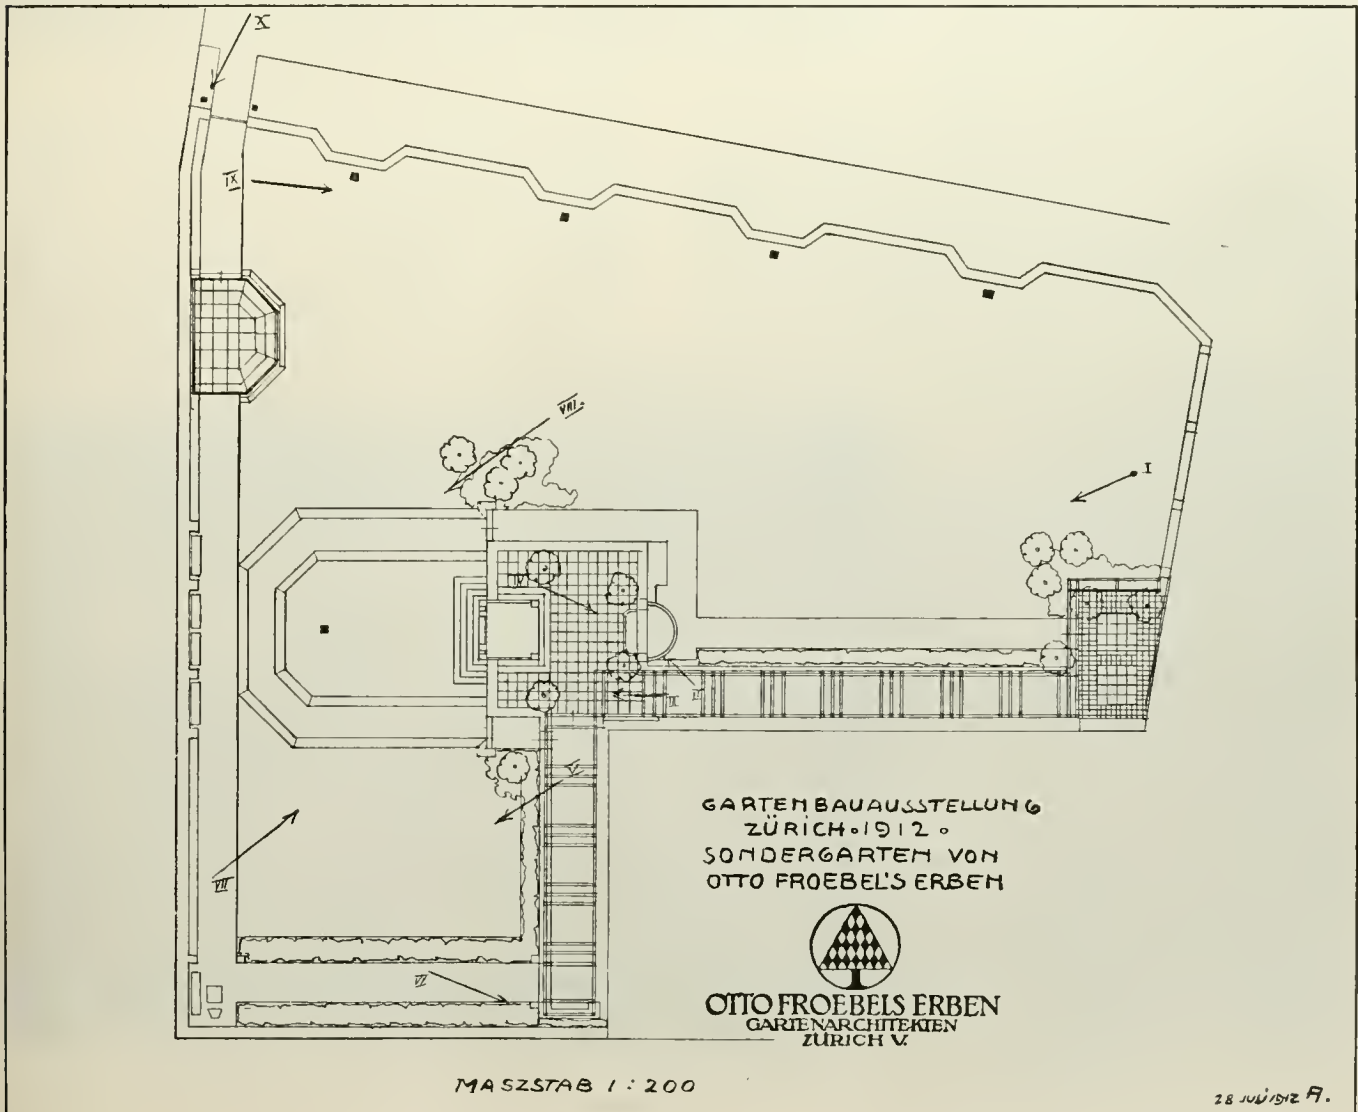 X
IX
VIII.
I
IV
III
II
V
VII
VI
GARTENBAUAUSSTELLUNG
ZÜRICH • 1912 •
SONDERGARTEN VON
OTTO FROEBEL'S ERBEN
OTTO FROEBELS ERBEN
GARTENARCHITEKTEN
ZÜRICH V.
MASZSTAB 1 : 200
28 JULI 1912 A.